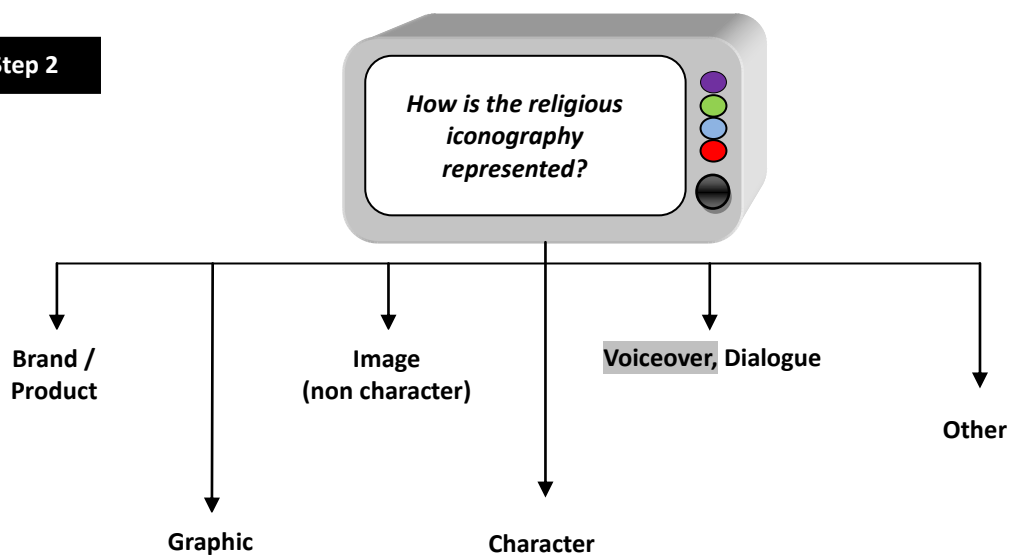 tep 2
How is the religious
iconography
represented?
Brand /
Product
Image
(non character)
Voiceover, Dialogue
Other
Graphic
Character